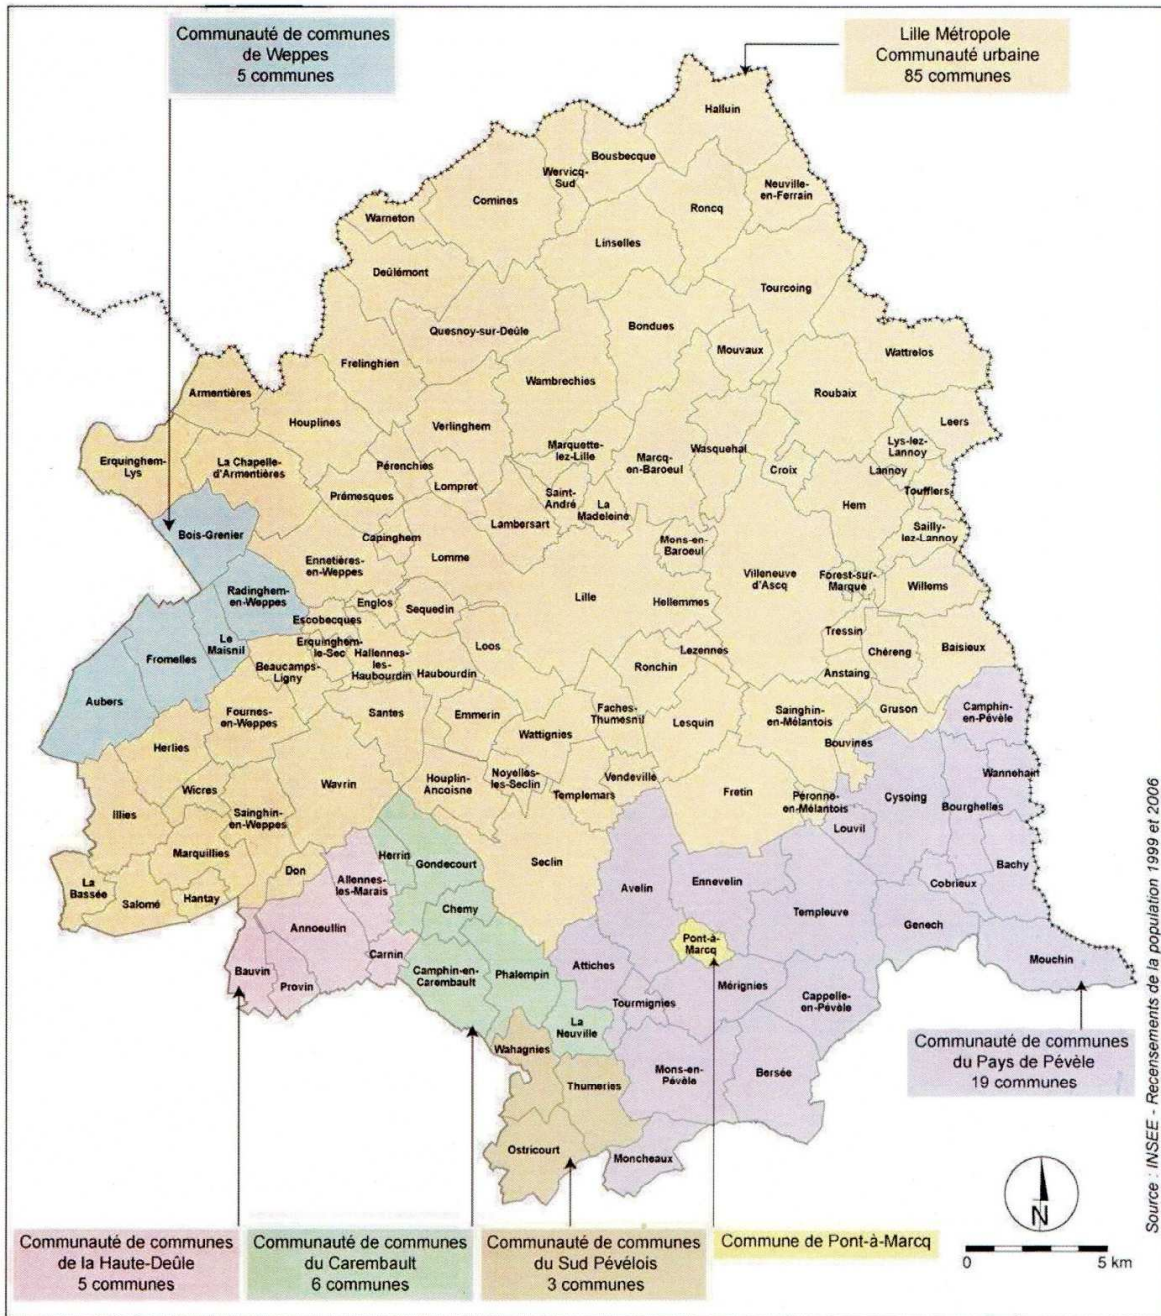 Communauté de communes
de Weppes
5 communes
Lille Métropole
Communauté urbaine
85 communes
Halluin
Bousbecque
Wervicq-
Sud
Neuville-
en-Ferrain
Comines
Roncq
Warneton
Linselles
Deûlémont
Tourcoing
Quesnoy-sur-Deûle
Bondues
Mouvaux
Wattrelos
Frelinghien
Wambrechies
Armentières
Roubaix
Houplines
Verlinghem
Leers
Marquette-
lez-Lille
Marcq-
en-Baroeul
Wasquehal
Lys-lez-
Lannoy
Erquinghem-
Lys
La Chapelle-
d'Armentières
Pérenchies
Croix
Lannoy
Prémesques
Lompret
Saint-
André
La
Madeleine
Toufflers
Hem
Lambersart
Sailly-
lez-Lannoy
Bois-Grenier
Capinghem
Mons-en-
Baroeul
Ennetières-
en-Weppes
Lomme
Villeneuve
d'Ascq
Forest-sur-
Marque
Willems
Radinghem-
en-Weppes
Lille
Hellemmes
Englos
Sequedin
Escobecques
Tressin
Le
Maisnil
Erquinghem-
le-Sec
Hallennes-
les-
Haubourdin
Loos
Lezennes
Chéreng
Baisieux
Fromelles
Beaucamps-
Ligny
Haubourdin
Ronchin
Anstaing
Aubers
Fournes-
en-Weppes
Santes
Emmerin
Faches-
Thumesnil
Lesquin
Sainghin-
en-Mélantois
Gruson
Camphin-
en-Pévèle
Wattignies
Bouvines
Herlies
Houplin-
Ancoisne
Noyelles-
les-Seclin
Vendeville
Wannehain
Wicres
Wavrin
Templemars
Fretin
Péronne-
en-Mélantois
Cysoing
Illies
Sainghin-
en-Weppes
Louvil
Bourghelles
Marquillies
Herrin
Gondecourt
Seclin
Bachy
La
Bassée
Don
Allennes-
les-Marais
Avelin
Ennevelin
Cobrieux
Salomé
Hantay
Chemy
Templeuve
Genech
Annoeullin
Pont-à-
Marcq
Carnin
Mouchin
Bauvin
Camphin-en-
Carembault
Phalempin
Attiches
Provin
Mérignies
Tourmignies
Cappelle-
en-Pévèle
La
Neuville
Wahagnies
Mons-en-
Pévèle
Bersée
Thumeries
Ostricourt
Moncheaux
Communauté de communes
du Pays de Pévèle
19 communes
Source : INSEE - Recensements de la population 1999 et 2006
N
0 5 km
Communauté de communes
de la Haute-Deûle
5 communes
Communauté de communes
du Carembault
6 communes
Communauté de communes
du Sud Pévélois
3 communes
Commune de Pont-à-Marcq